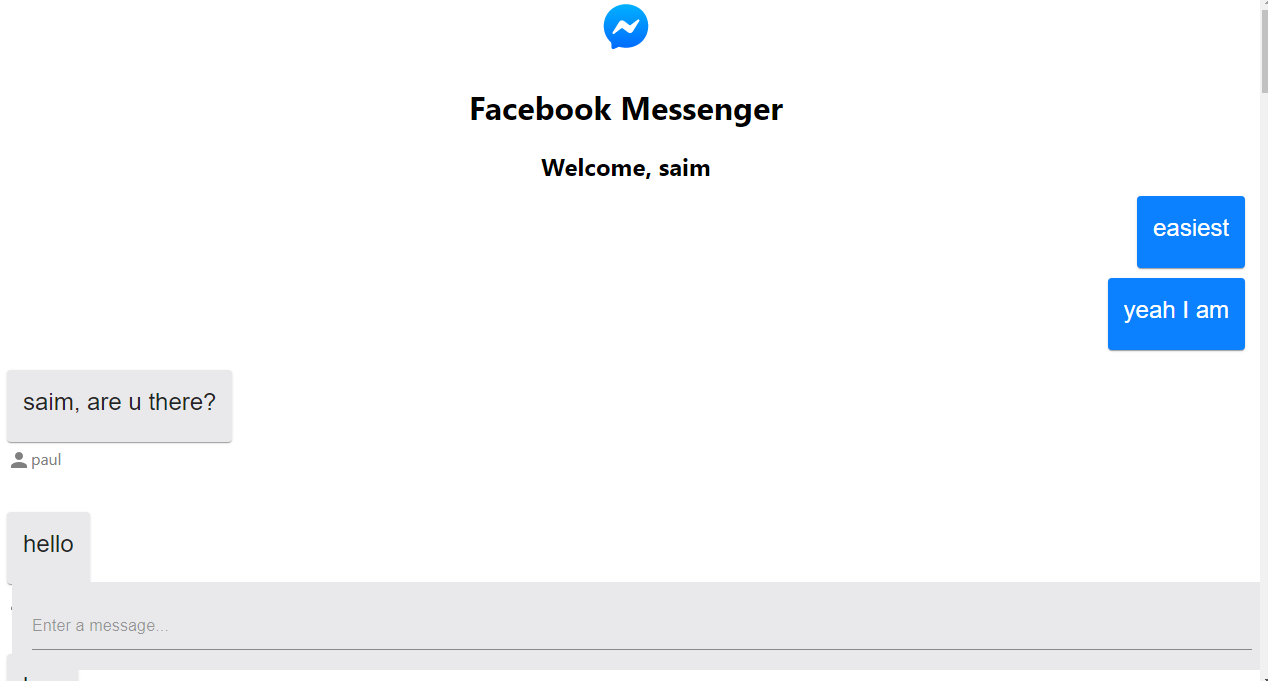 Facebook Messenger
Welcome, saim
easiest
yeah I am
saim, are u there?
paul
hello
Enter a message...